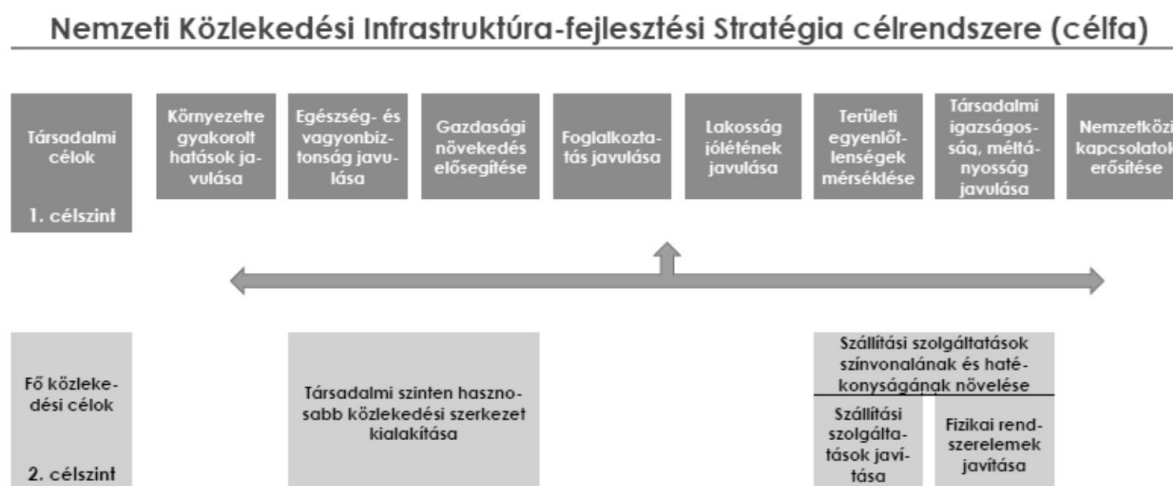 Nemzeti Közlekedési Infrastruktúra-fejlesztési Stratégia célrendszere (célfa)
Társadalmi
célok
1. célszint
Környezetre
gyakorolt
hatások ja-
vulása
Egészség- és
vagyonbiz-
tonság javu-
lása
Gazdasági
növekedés
elősegítése
Foglalkozta-
tás javulása
Lakosság
jólétének
javulása
Területi
egyenlőt-
lenségek
mérséklése
Társadalmi
igazságos-
ság, méltá-
nyosság
javulása
Nemzetközi
kapcsolatok
erősítése
Fő közleke-
dési célok
2. célszint
Társadalmi szinten haszno-
sabb közlekedési szerkezet
kialakítása
Szállítási szolgáltatások
színvonalának és haté-
konyságának növelése
Szállítási
szolgálta-
tások javí-
tása
Fizikai rend-
szerelemek
javítása